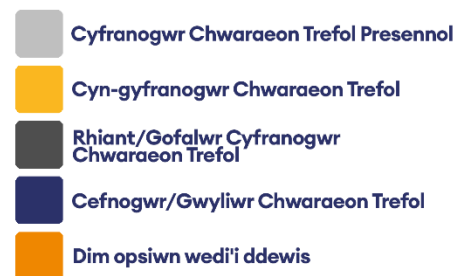 Cyfranogwr Chwaraeon Trefol Presennol
Cyn-gyfranogwr Chwaraeon Trefol
Rhiant/Gofalwr Cyfranogwr
Chwaraeon Trefol
Cefnogwr/Gwyliwr Chwaraeon Trefol
Dim opsiwn wedi'i ddewis